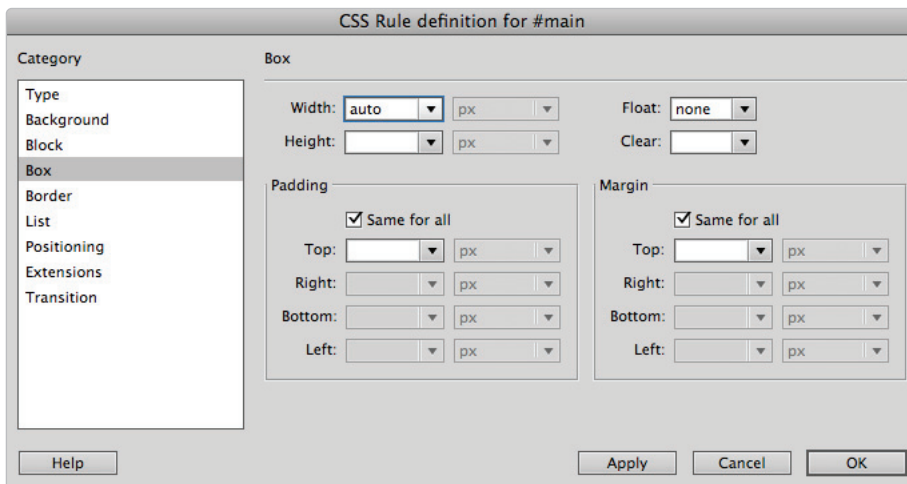 CSS Rule definition for #main
Category
Type
Background
Block
Box
Border
List
Positioning
Extensions
Transition
Box
Width: auto px Float: none
Height: px Clear:
Padding
Same for all
Top: px
Right: px
Bottom: px
Left: px
Margin
Same for all
Top: px
Right: px
Bottom: px
Left: px
Help Apply Cancel OK